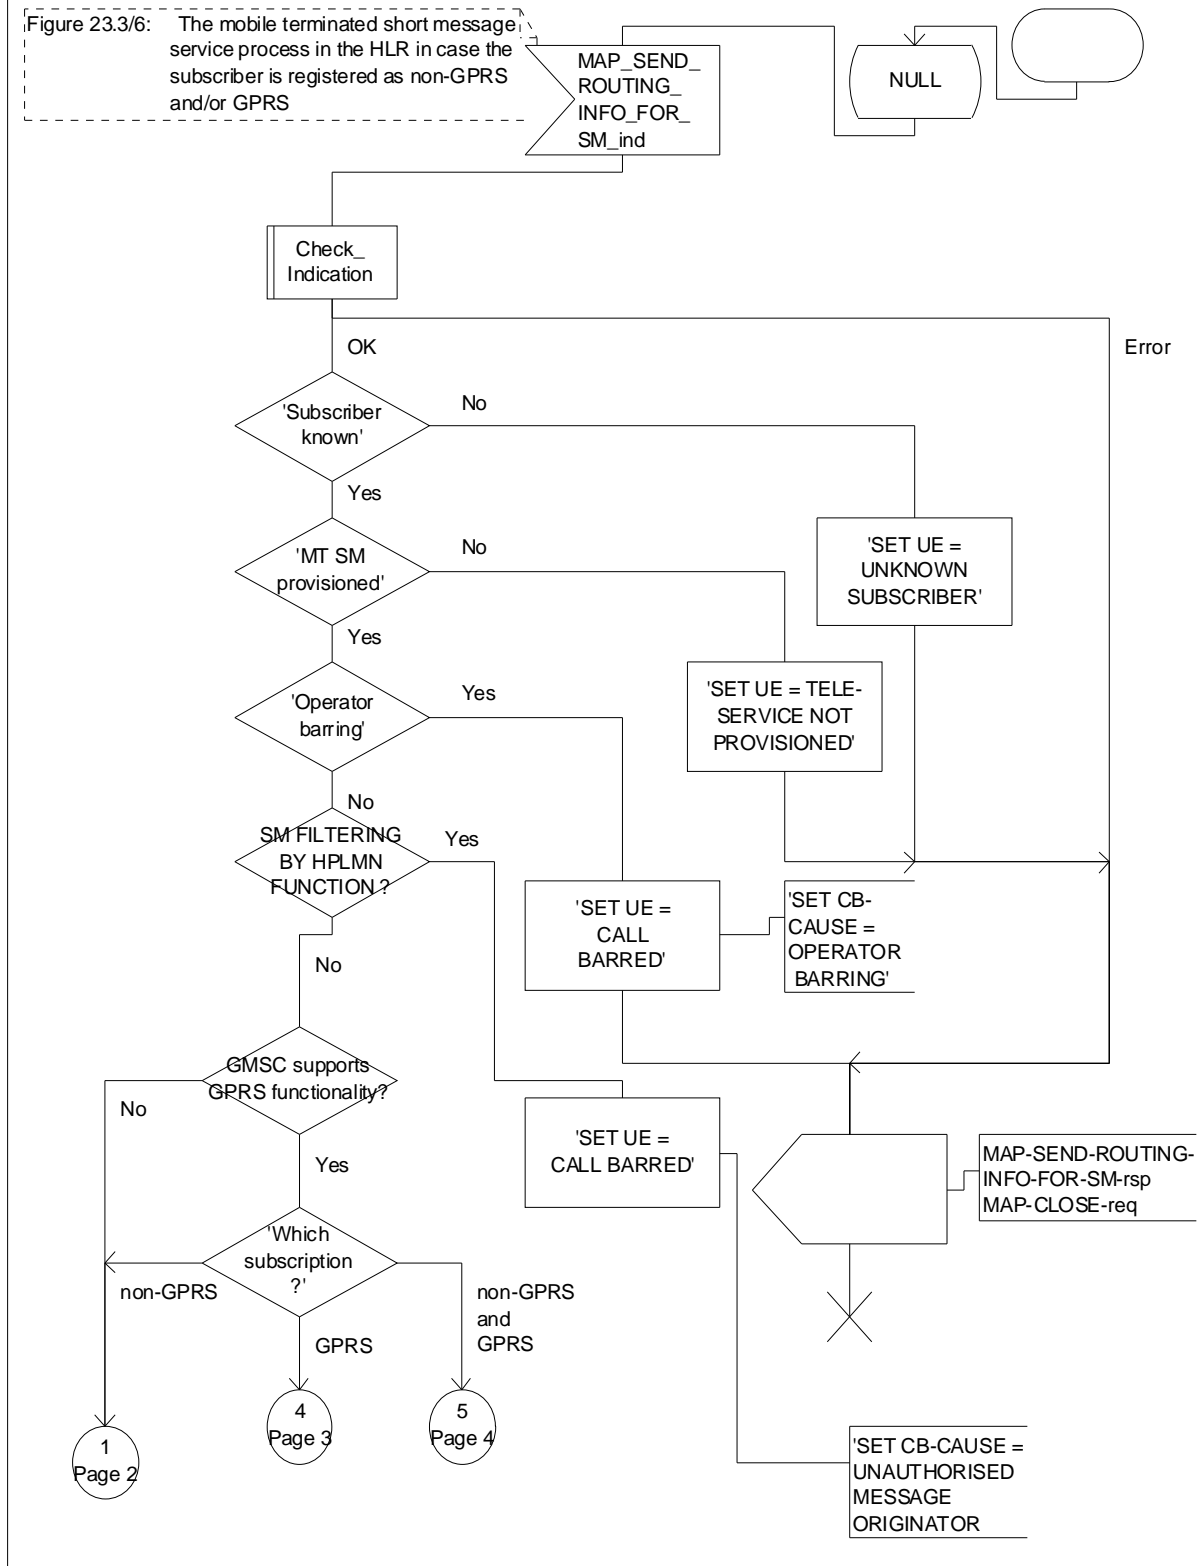 Figure 23.3/6: The mobile terminated short message
service process in the HLR in case the
subscriber is registered as non-GPRS
and/or GPRS
MAP_SEND_
ROUTING_
INFO_FOR_
SM_ind
NULL
Check_
Indication
OK
Error
'Subscriber
known'
No
Yes
'MT SM
provisioned'
No
'SET UE =
UNKNOWN
SUBSCRIBER'
Yes
'Operator
barring'
Yes
'SET UE = TELE-
SERVICE NOT
PROVISIONED'
No
SM FILTERING
BY HPLMN
FUNCTION ?
Yes
'SET UE =
CALL
BARRED'
'SET CB-
CAUSE =
OPERATOR
BARRING'
No
GMSC supports
GPRS functionality?
No
Yes
'SET UE =
CALL BARRED'
MAP-SEND-ROUTING-
INFO-FOR-SM-rsp
MAP-CLOSE-req
'Which
subscription
?'
non-GPRS
GPRS
non-GPRS
and
GPRS
1
Page 2
4
Page 3
5
Page 4
'SET CB-CAUSE =
UNAUTHORISED
MESSAGE
ORIGINATOR